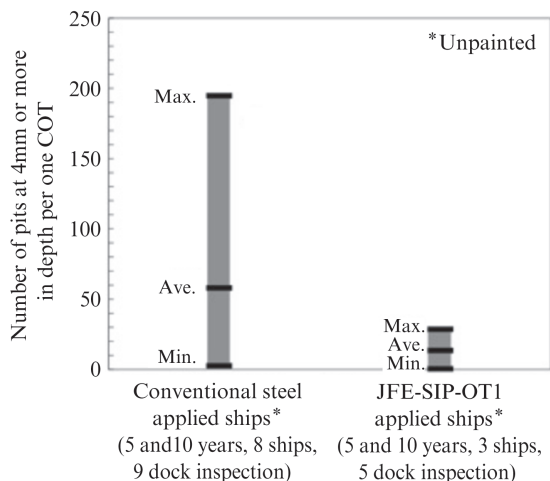 Number of pits at 4mm or more
in depth per one COT
250
200
150
100
50
0
*Unpainted
Max.
Ave.
Min.
Max.
Ave.
Min.
Conventional steel
applied ships*
(5 and10 years, 8 ships,
9 dock inspection)
JFE-SIP-OT1
applied ships*
(5 and 10 years, 3 ships,
5 dock inspection)